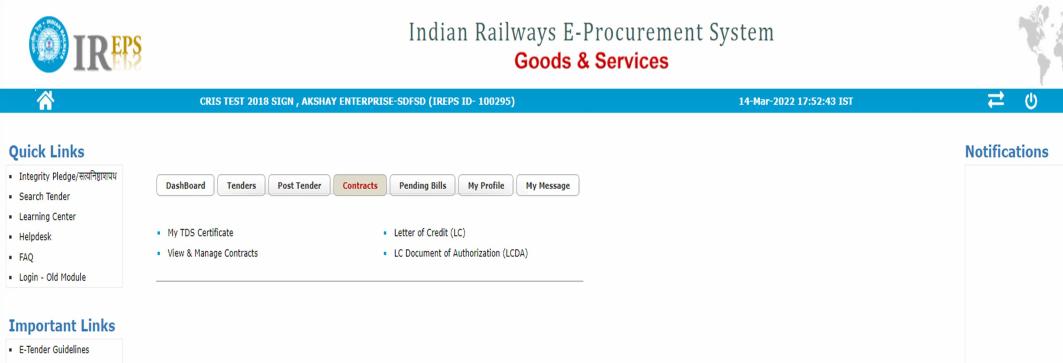 IREPS
Indian Railways E-Procurement System
Goods & Services
CRIS TEST 2018 SIGN , AKSHAY ENTERPRISE-SDFSD (IREPS ID- 100295)
14-Mar-2022 17:52:43 IST
Quick Links
Integrity Pledge/सत्यनिष्ठाशपथ
Search Tender
Learning Center
Helpdesk
FAQ
Login - Old Module
Important Links
E-Tender Guidelines
DashBoard
Tenders
Post Tender
Contracts
Pending Bills
My Profile
My Message
My TDS Certificate
Letter of Credit (LC)
View & Manage Contracts
LC Document of Authorization (LCDA)
Notifications